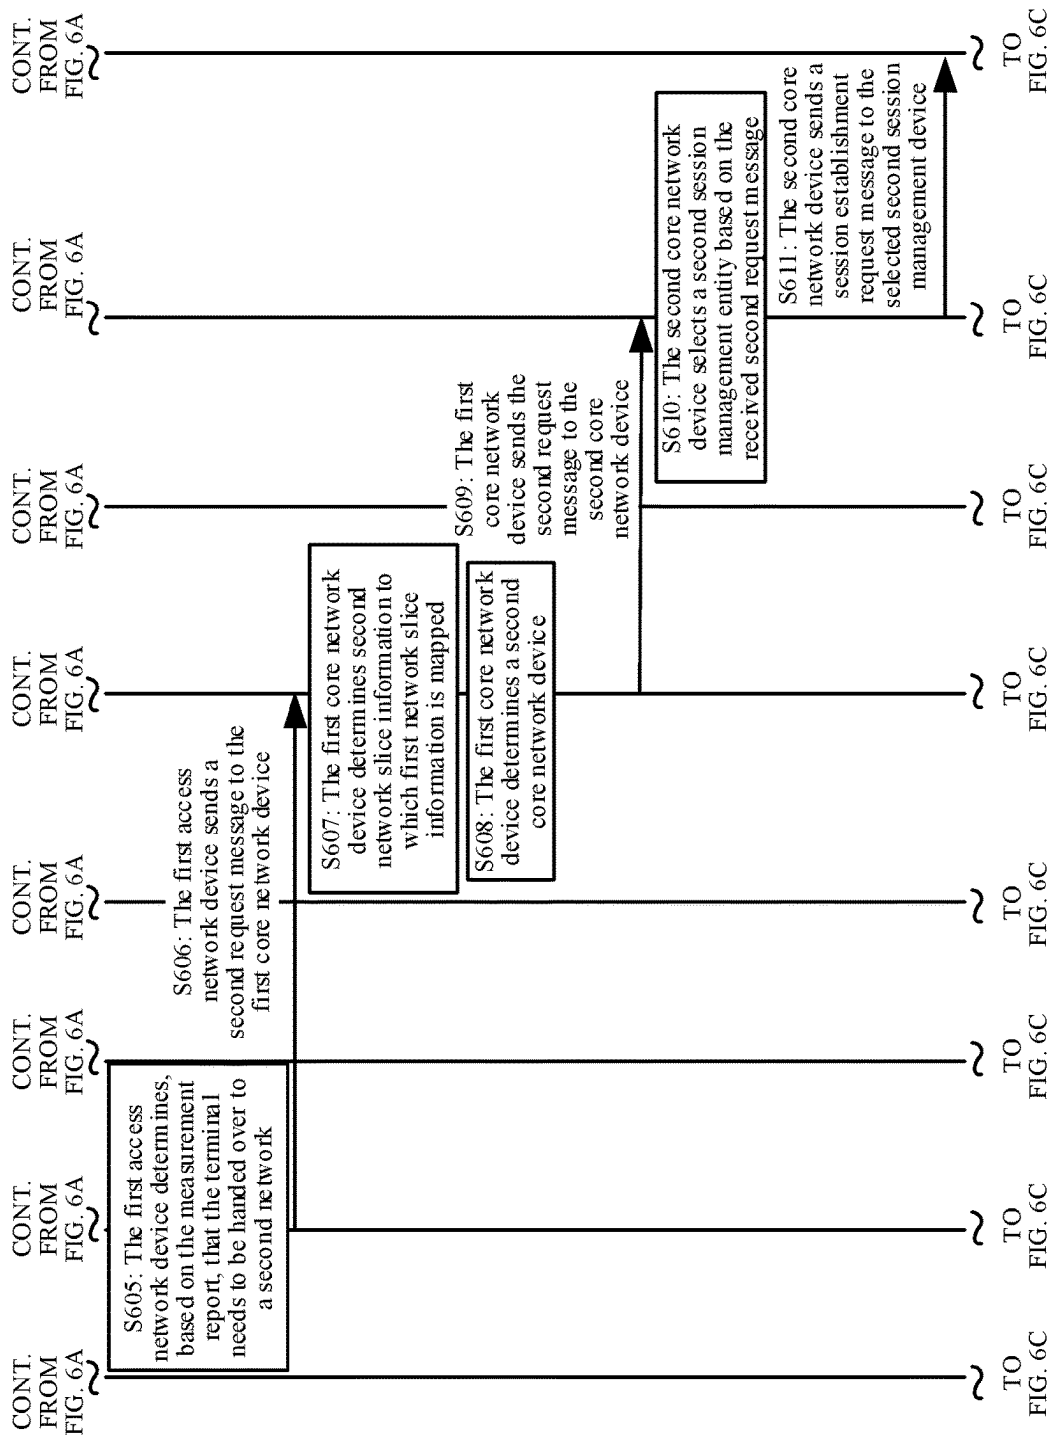 CONT.
FROM
FIG. 6A
CONT.
FROM
FIG. 6A
CONT.
FROM
FIG. 6A
CONT.
FROM
FIG. 6A
CONT.
FROM
FIG. 6A
CONT.
FROM
FIG. 6A
CONT.
FROM
FIG. 6A
CONT.
FROM
FIG. 6A
S605: The first access
network device determines,
based on the measurement
report, that the terminal
needs to be handed over to
a second network
S606: The first access
network device sends a
second request message to the
first core network device
S607: The first core network
device determines second
network slice information to
which first network slice
information is mapped
S608: The first core network
device determines a second
core network device
S609: The first
core network
device sends the
second request
message to the
second core
network device
S610: The second core network
device selects a second session
management entity based on the
received second request message
S611: The second core
network device sends a
session establishment
request message to the
selected second session
management device
TO
FIG. 6C
TO
FIG. 6C
TO
FIG. 6C
TO
FIG. 6C
TO
FIG. 6C
TO
FIG. 6C
TO
FIG. 6C
TO
FIG. 6C